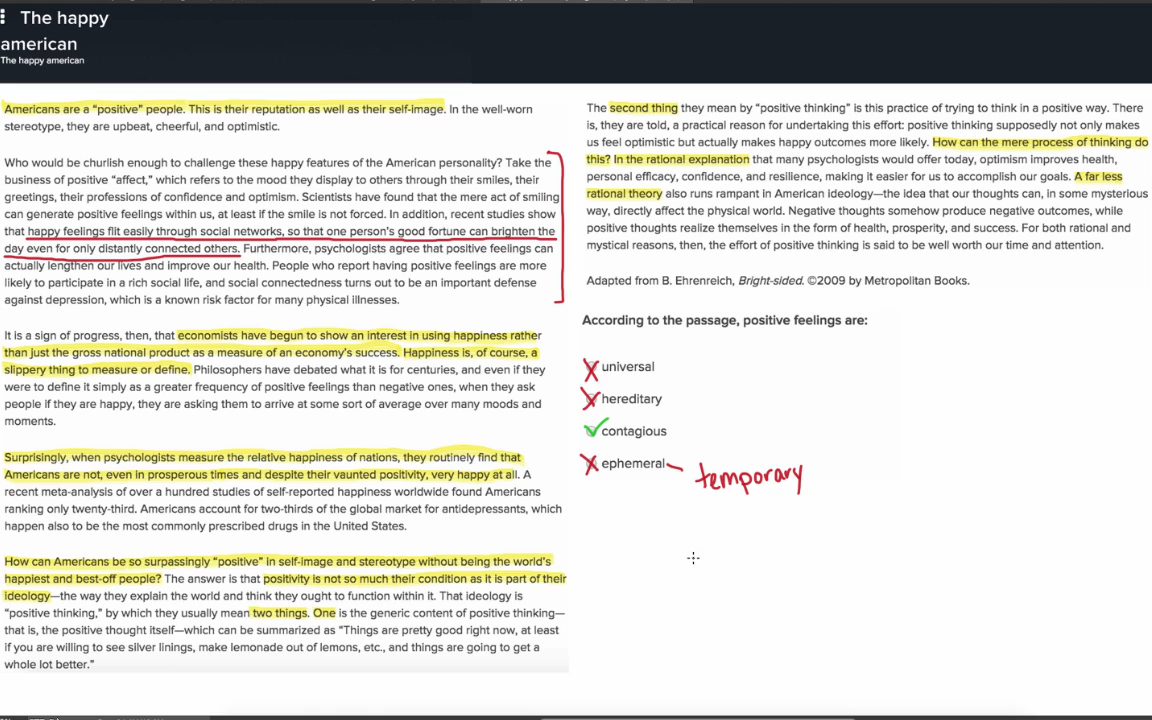 The happy
american
The happy american
Americans are a “positive” people. This is their reputation as well as their self-image. In the well-worn
stereotype, they are upbeat, cheerful, and optimistic.
Who would be churlish enough to challenge these happy features of the American personality? Take the
business of positive “affect,” which refers to the mood they display to others through their smiles, their
greetings, their professions of confidence and optimism. Scientists have found that the mere act of smiling
can generate positive feelings within us, at least if the smile is not forced. In addition, recent studies show
that happy feelings flit easily through social networks, so that one person's good fortune can brighten the
day even for only distantly connected others. Furthermore, psychologists agree that positive feelings can
actually lengthen our lives and improve our health. People who report having positive feelings are more
likely to participate in a rich social life, and social connectedness turns out to be an important defense
against depression, which is a known risk factor for many physical illnesses.
It is a sign of progress, then, that economists have begun to show an interest in using happiness rather
than just the gross national product as a measure of an economy's success. Happiness is, of course, a
slippery thing to measure or define. Philosophers have debated what it is for centuries, and even if they
were to define it simply as a greater frequency of positive feelings than negative ones, when they ask
people if they are happy, they are asking them to arrive at some sort of average over many moods and
moments.
Surprisingly, when psychologists measure the relative happiness of nations, they routinely find that
Americans are not, even in prosperous times and despite their vaunted positivity, very happy at all. A
recent meta-analysis of over a hundred studies of self-reported happiness worldwide found Americans
ranking only twenty-third. Americans account for two-thirds of the global market for antidepressants, which
happen also to be the most commonly prescribed drugs in the United States.
How can Americans be so surpassingly “positive” in self-image and stereotype without being the world's
happiest and best-off people? The answer is that positivity is not so much their condition as it is part of their
ideology—the way they explain the world and think they ought to function within it. That ideology is
“positive thinking,” by which they usually mean two things. One is the generic content of positive thinking—
that is, the positive thought itself—which can be summarized as “Things are pretty good right now, at least
if you are willing to see silver linings, make lemonade out of lemons, etc., and things are going to get a
whole lot better.”
The second thing they mean by “positive thinking” is this practice of trying to think in a positive way. There
is, they are told, a practical reason for undertaking this effort: positive thinking supposedly not only makes
us feel optimistic but actually makes happy outcomes more likely. How can the mere process of thinking do
this? In the rational explanation that many psychologists would offer today, optimism improves health,
personal efficacy, confidence, and resilience, making it easier for us to accomplish our goals. A far less
rational theory also runs rampant in American ideology—the idea that our thoughts can, in some mysterious
way, directly affect the physical world. Negative thoughts somehow produce negative outcomes, while
positive thoughts realize themselves in the form of health, prosperity, and success. For both rational and
mystical reasons, then, the effort of positive thinking is said to be well worth our time and attention.
Adapted from B. Ehrenreich, Bright-sided. ©2009 by Metropolitan Books.
According to the passage, positive feelings are:
universal
hereditary
contagious
ephemeral
temporary